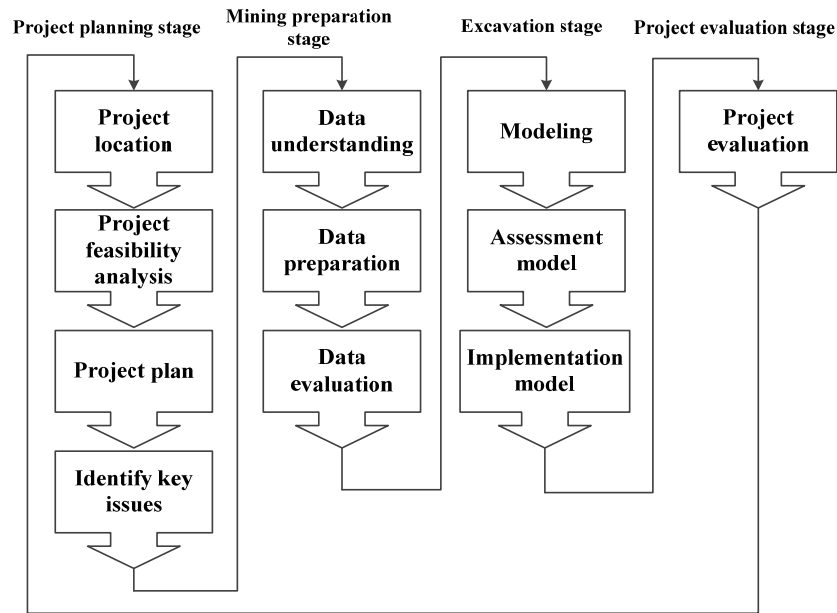 Project planning stage
Mining preparation
stage
Excavation stage
Project evaluation stage
Project
location
Project
feasibility
analysis
Project plan
Identify key
issues
Data
understanding
Data
preparation
Data
evaluation
Modeling
Assessment
model
Implementation
model
Project
evaluation